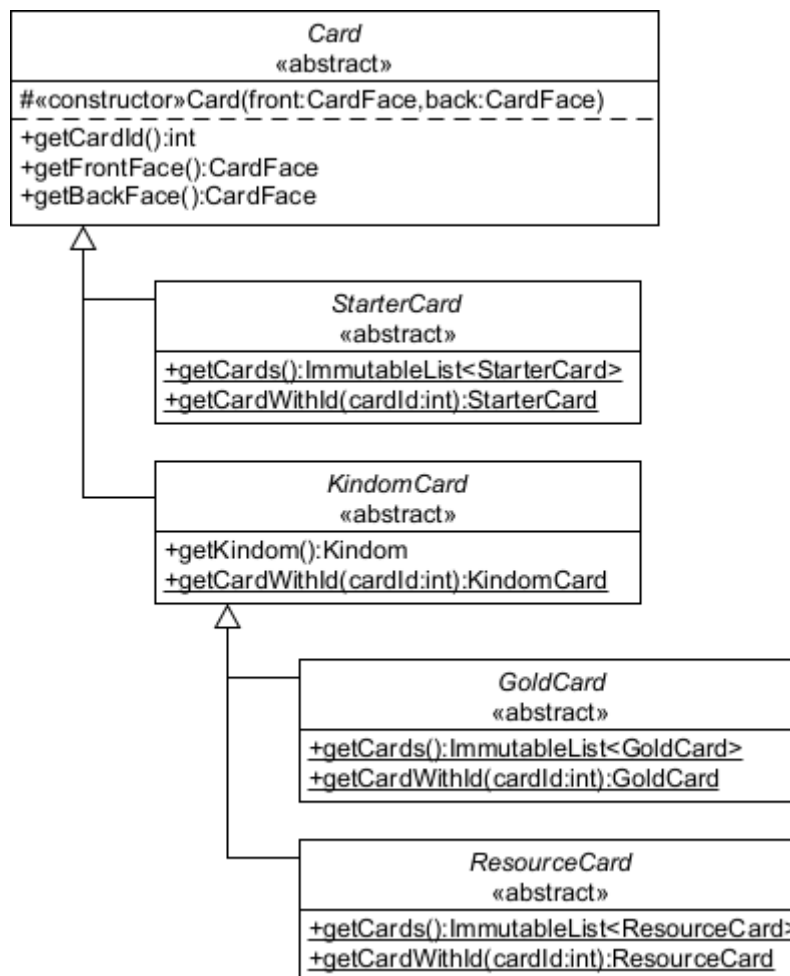 Card
«abstract»
#«constructor»Card(front:CardFace,back:CardFace)
+getCardId():int
+getFrontFace():CardFace
+getBackFace():CardFace
StarterCard
«abstract»
+getCards():ImmutableList<StarterCard>
+getCardWithId(cardId:int):StarterCard
KindomCard
«abstract»
+getKindom():Kindom
+getCardWithId(cardId:int):KindomCard
GoldCard
«abstract»
+getCards():ImmutableList<GoldCard>
+getCardWithId(cardId:int):GoldCard
ResourceCard
«abstract»
+getCards():ImmutableList<ResourceCard>
+getCardWithId(cardId:int):ResourceCard